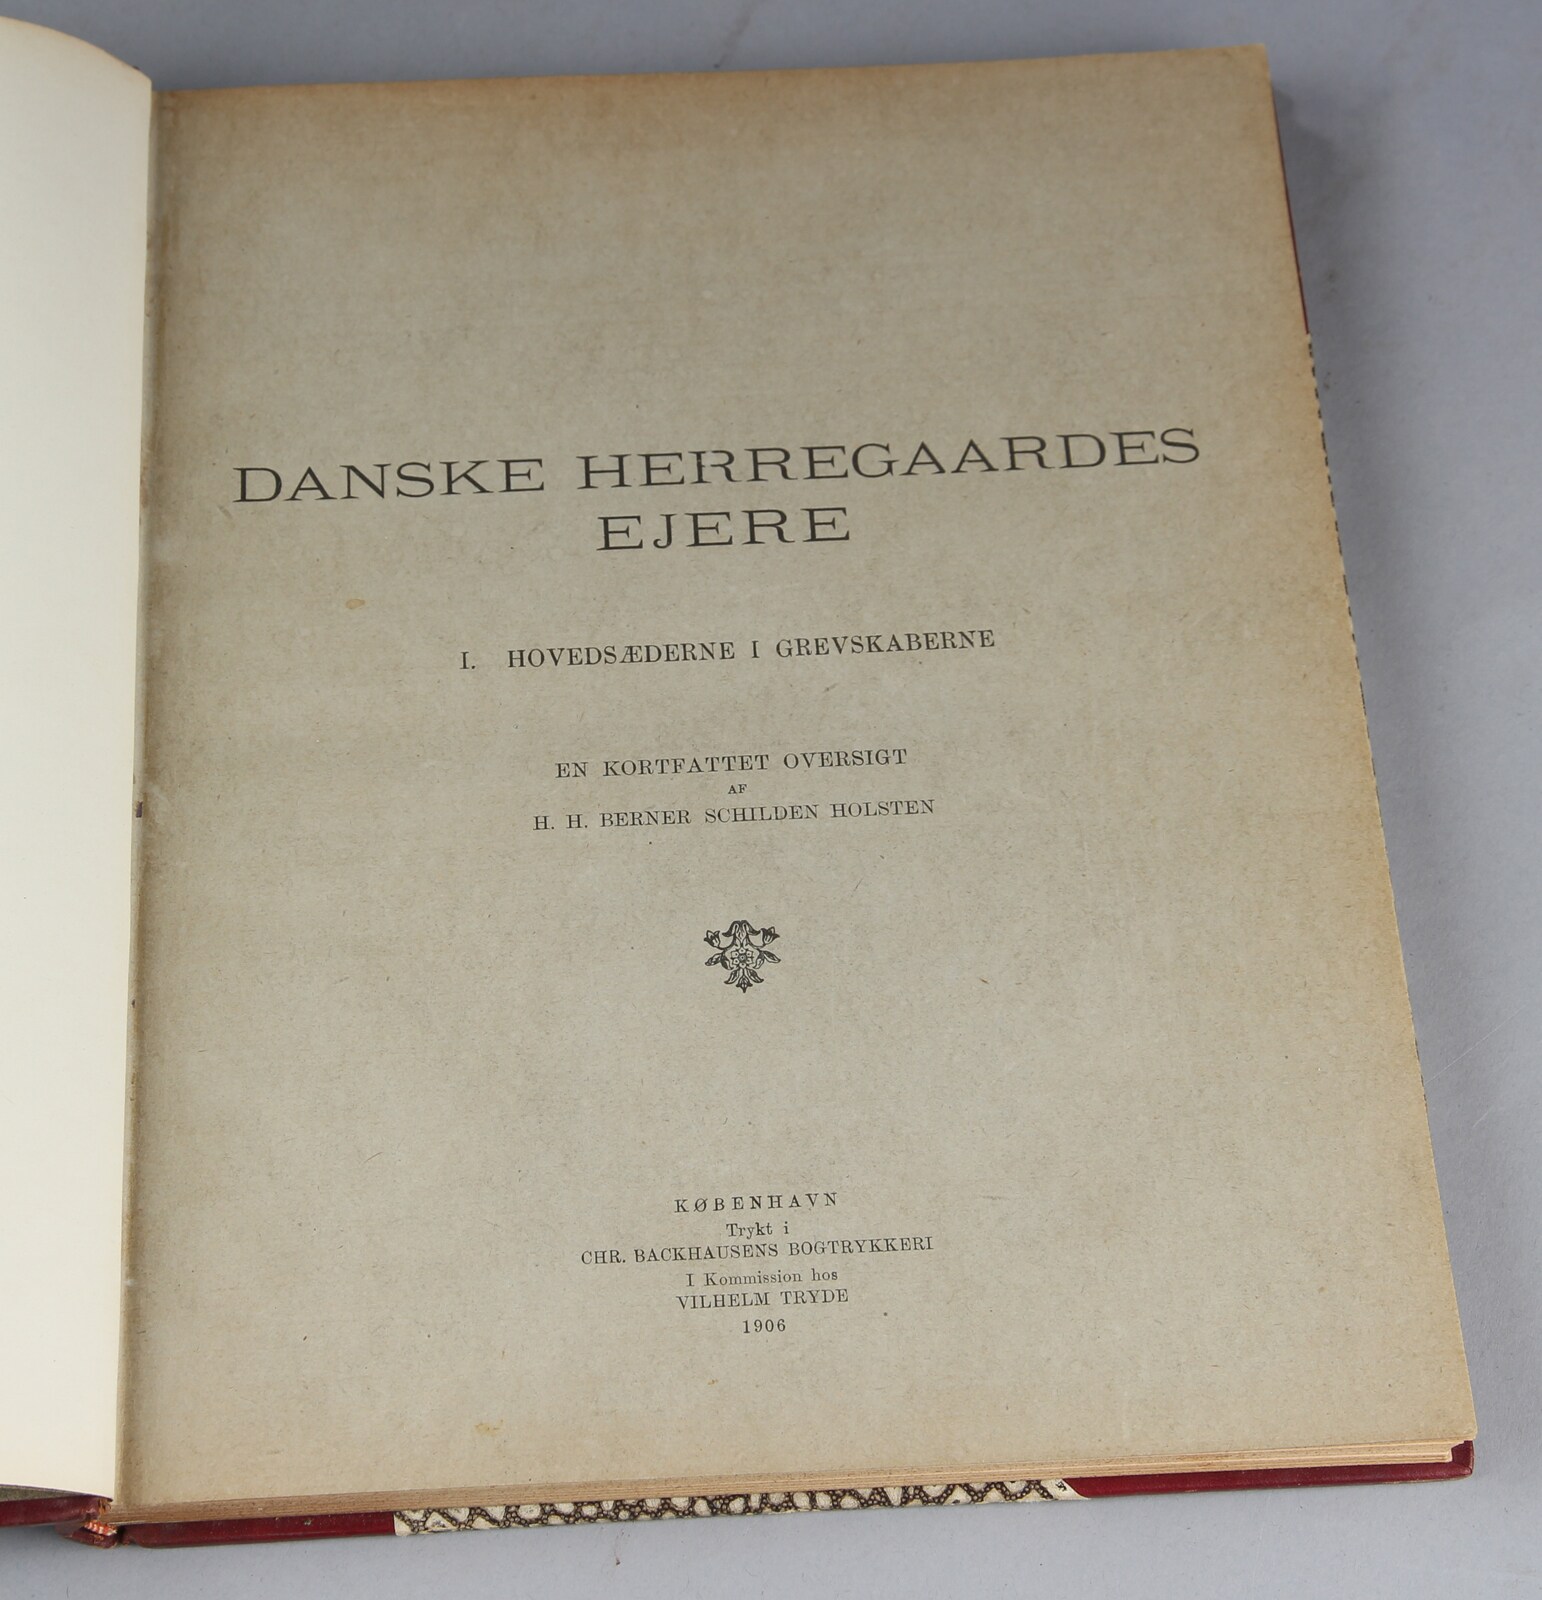 DANSKE HERREGAARDES
EJERE
I. HOVEDSÆDERNE I GREVSKABERNE
EN KORTFATTET OVERSIGT
AF
H. H. BERNER SCHILDEN HOLSTEN
KØBENHAVN
Trykt i
CHR. BACKHAUSENS BOGTRYKKERI
I Kommission hos
VILHELM TRYDE
1906